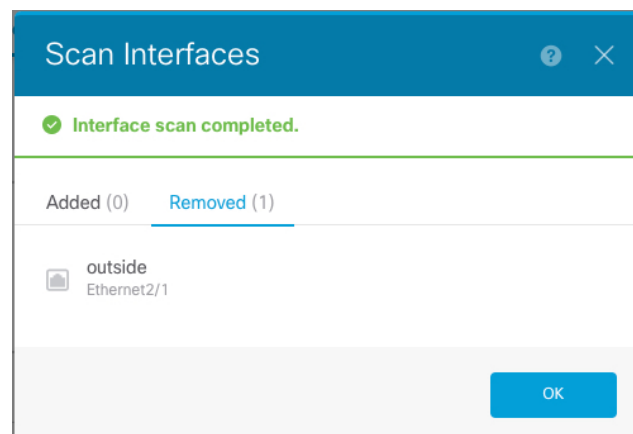 Scan Interfaces
Interface scan completed.
Added (0) Removed (1)
outside
Ethernet2/1
OK